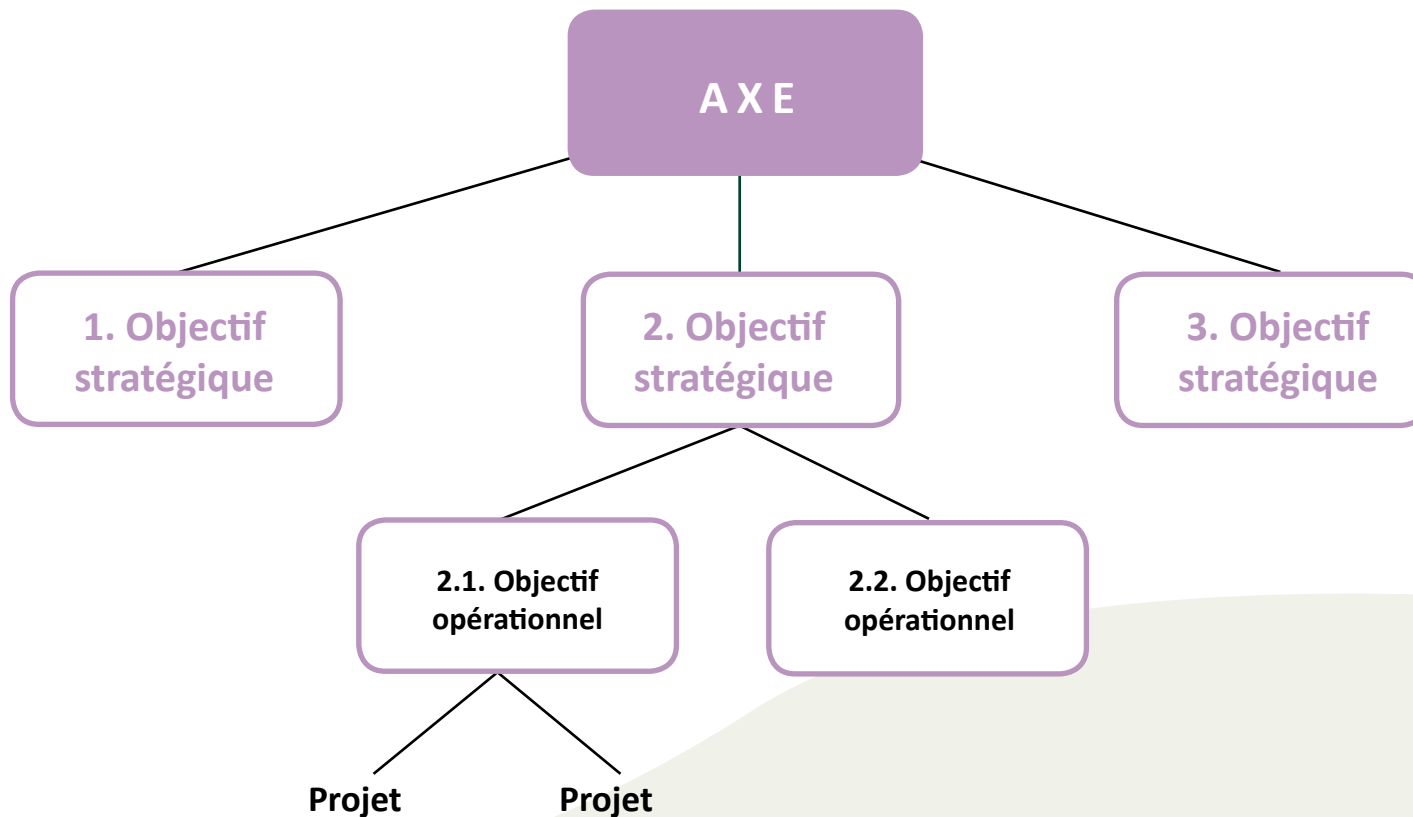 AXE
1. Objectif
stratégique
2. Objectif
stratégique
3. Objectif
stratégique
2.1. Objectif
opérationnel
2.2. Objectif
opérationnel
Projet
Projet